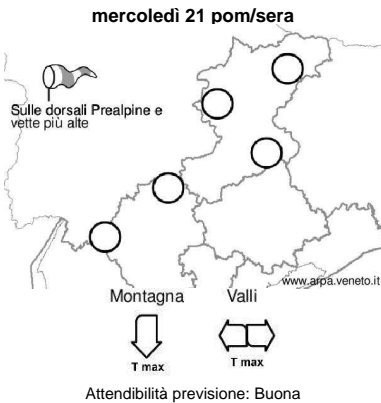 mercoledì 21 pom/sera
Sulle dorsali Prealpine e
vette più alte
www.arpa.veneto.it
Montagna Valli
T max T max
Attendibilità previsione: Buona